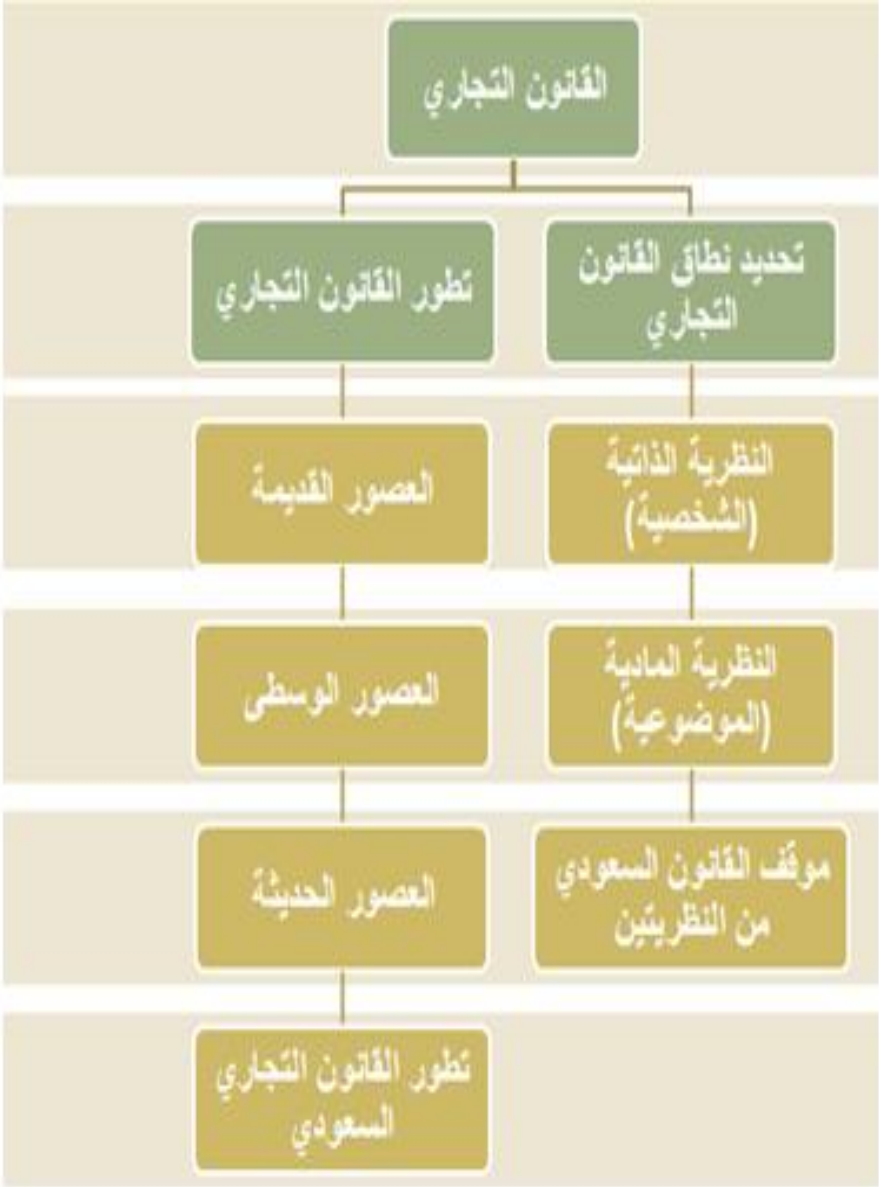 القانون التجاري
تحديد نطاق القانون
التجاري
تطور القانون التجاري
النظرية الذاتية
(الشخصية)
العصور القديمة
النظرية المادية
(الموضوعية)
العصور الوسطى
موقف القانون السعودي
من النظريتين
العصور الحديثة
تطور القانون التجاري
السعودي